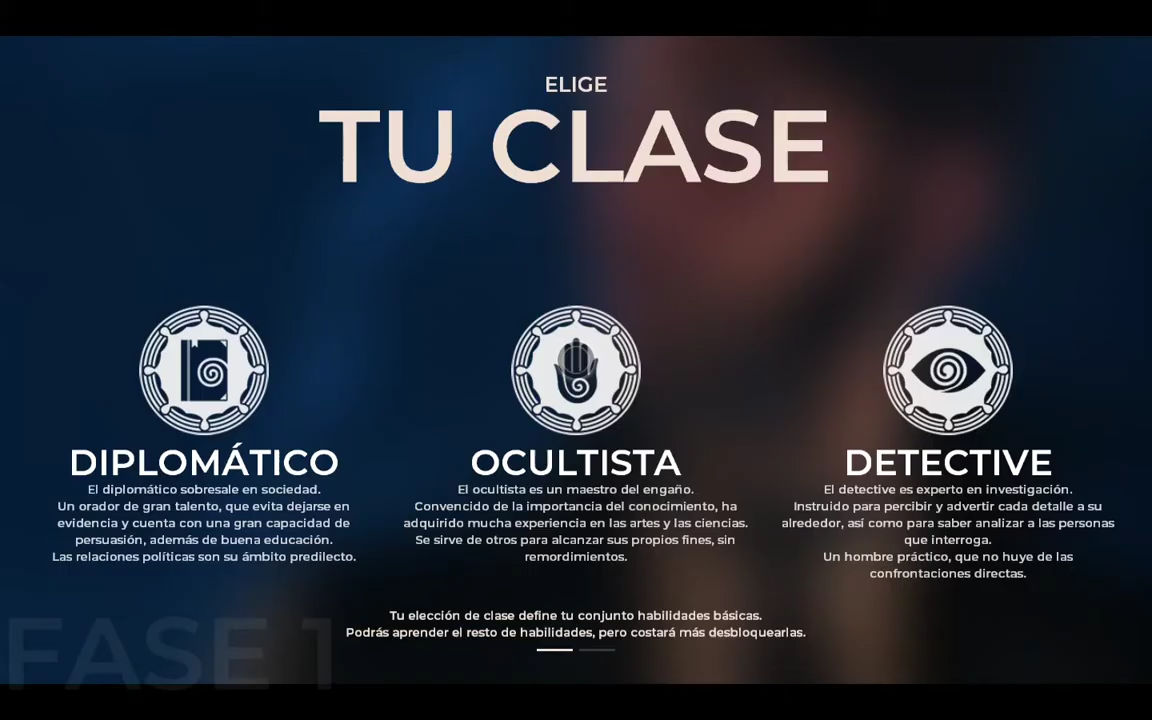 ELIGE
TU CLASE
DIPLOMÁTICO
El diplomático sobresale en sociedad.
Un orador de gran talento, que evita dejarse en
evidencia y cuenta con una gran capacidad de
persuasión, además de buena educación.
Las relaciones políticas son su ámbito predilecto.
OCULTISTA
El ocultista es un maestro del engaño.
Convencido de la importancia del conocimiento, ha
adquirido mucha experiencia en las artes y las ciencias.
Se sirve de otros para alcanzar sus propios fines, sin
remordimientos.
DETECTIVE
El detective es experto en investigación.
Instruido para percibir y advertir cada detalle a su
alrededor, así como para saber analizar a las personas
que interroga.
Un hombre práctico, que no huye de las
confrontaciones directas.
Tu elección de clase define tu conjunto habilidades básicas.
Podrás aprender el resto de habilidades, pero costará más desbloquearlas.
FASE 1